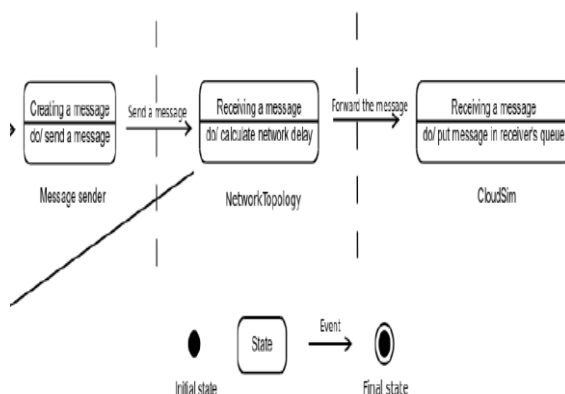 Creating a message
do/ send a message
Send a message
Receiving a message
do/ calculate network delay
Forward the message
Receiving a message
do/ put message in receiver's queue
Message sender
NetworkTopology
CloudSim
State
Event
Initial state
Final state